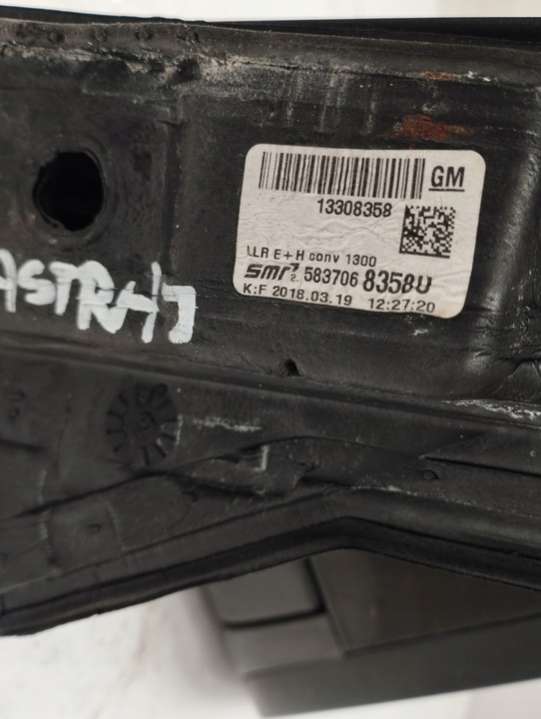 GM
13308358
LLR E+H conv 1300
smr 583706 8358U
K:F 2018.03.19 12:27:20
ASTRA J